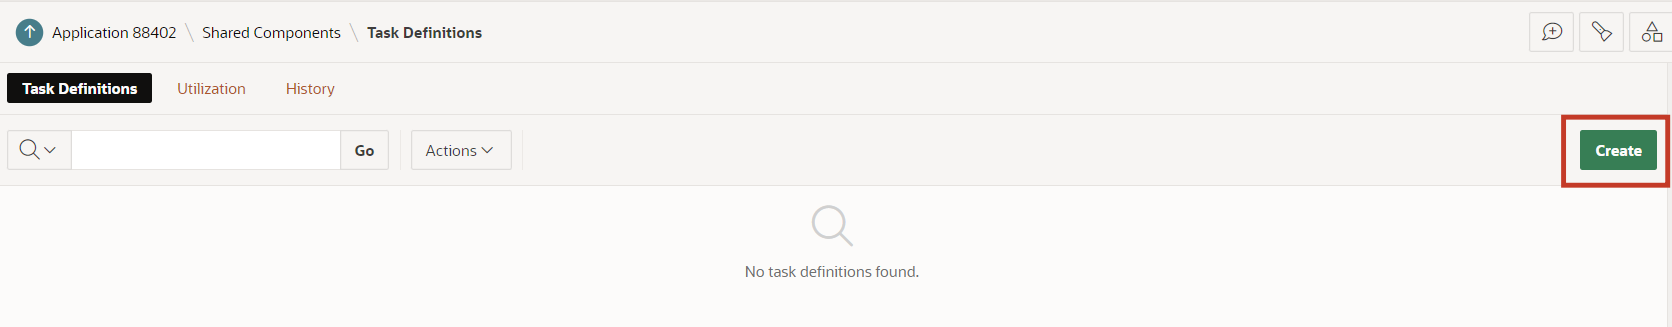 Application 88402 \ Shared Components \ Task Definitions
Task Definitions Utilization History
Go Actions Create
No task definitions found.